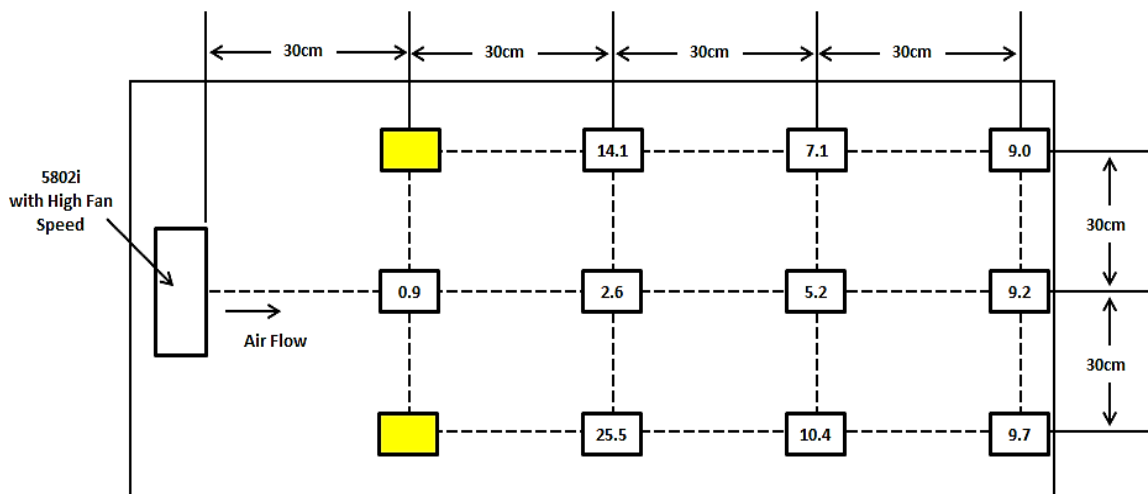 30cm 30cm 30cm 30cm
14.1 7.1 9.0
5802i
with High Fan
Speed
30cm
0.9 2.6 5.2 9.2
Air Flow
30cm
25.5 10.4 9.7